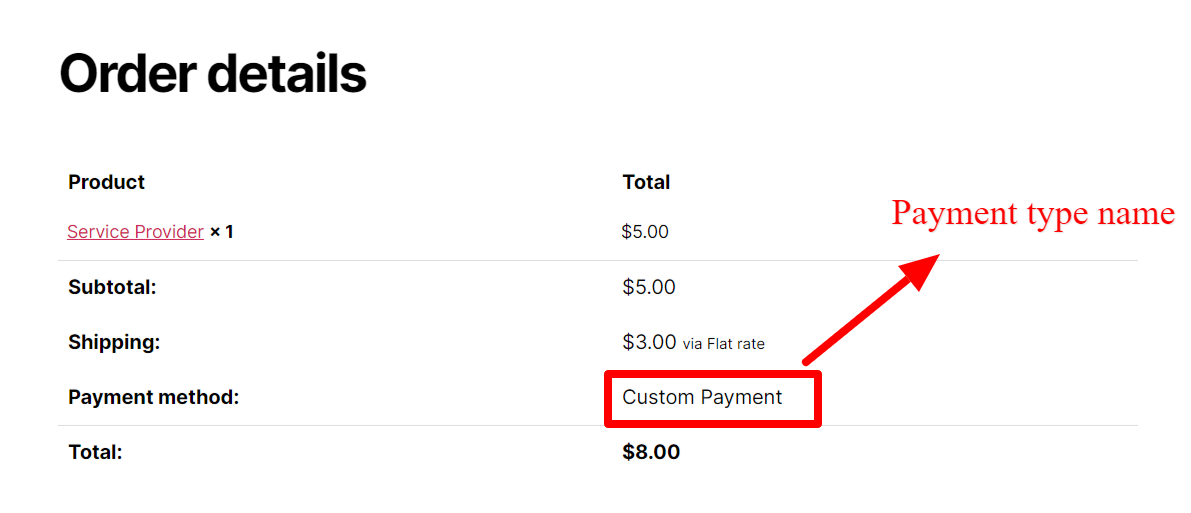 Order details
Product Total
Payment type name
Service Provider × 1 $5.00
Subtotal: $5.00
Shipping: $3.00 via Flat rate
Payment method: Custom Payment
Total: $8.00